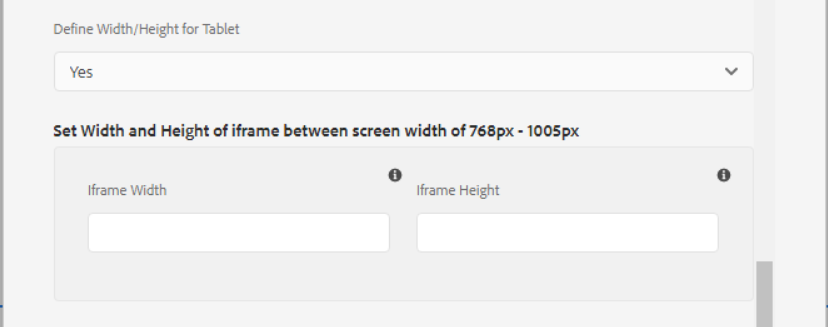 Define Width/Height for Tablet
Yes
Set Width and Height of iframe between screen width of 768px - 1005px
Iframe Width
Iframe Height